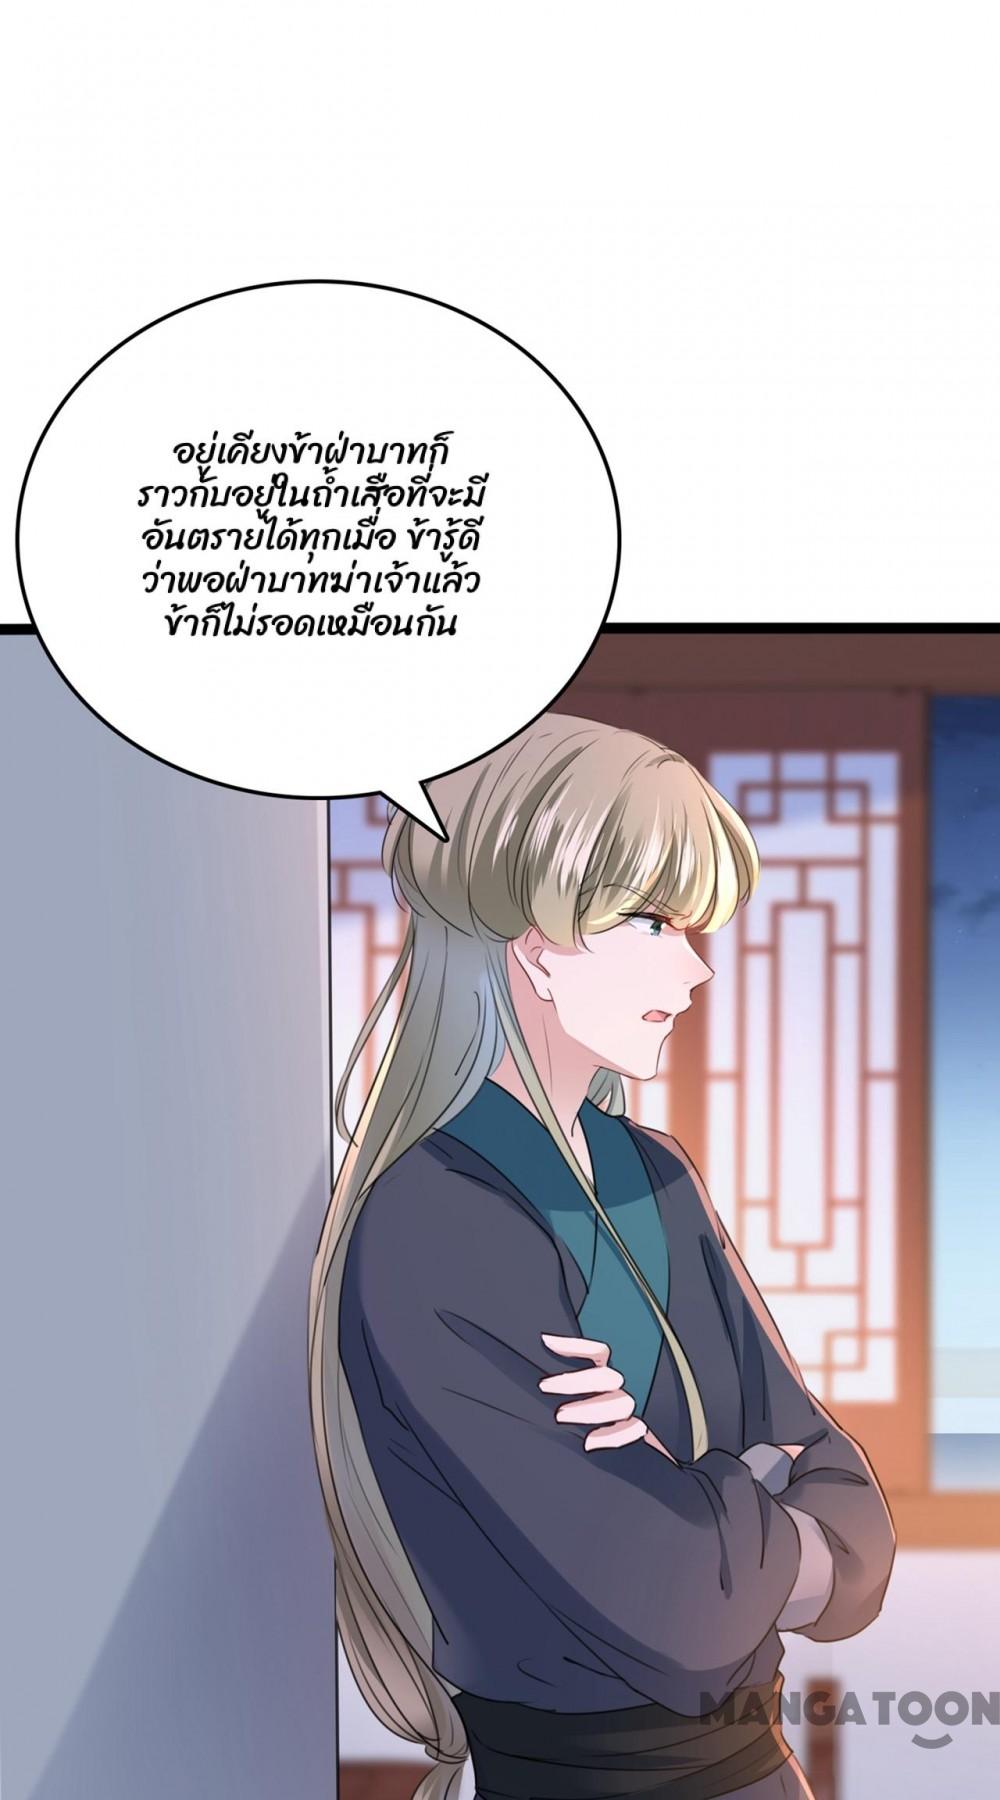 อยู่เคียงข้าฝ่าบาทก็
ราวกับอยู่ในถ้ำเสือที่จะมี
อันตรายได้ทุกเมื่อ ข้ารู้ดี
ว่าพอฝ่าบาทฆ่าเจ้าแล้ว
ข้าก็ไม่รอดเหมือนกัน
MANGATOON